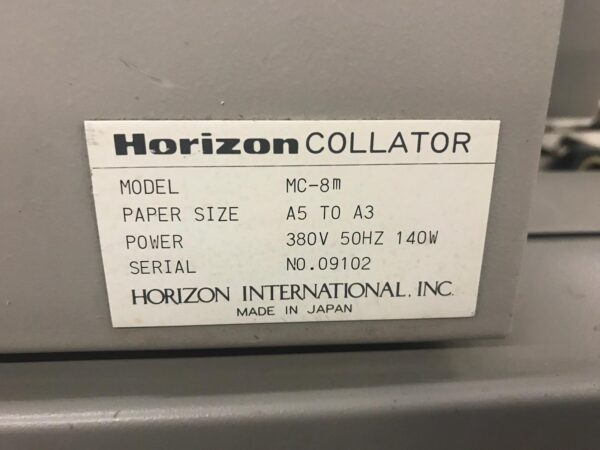 Horizon COLLATOR
MODEL MC-8m
PAPER SIZE A5 TO A3
POWER 380V 50HZ 140W
SERIAL NO.09102
HORIZON INTERNATIONAL, INC.
MADE IN JAPAN